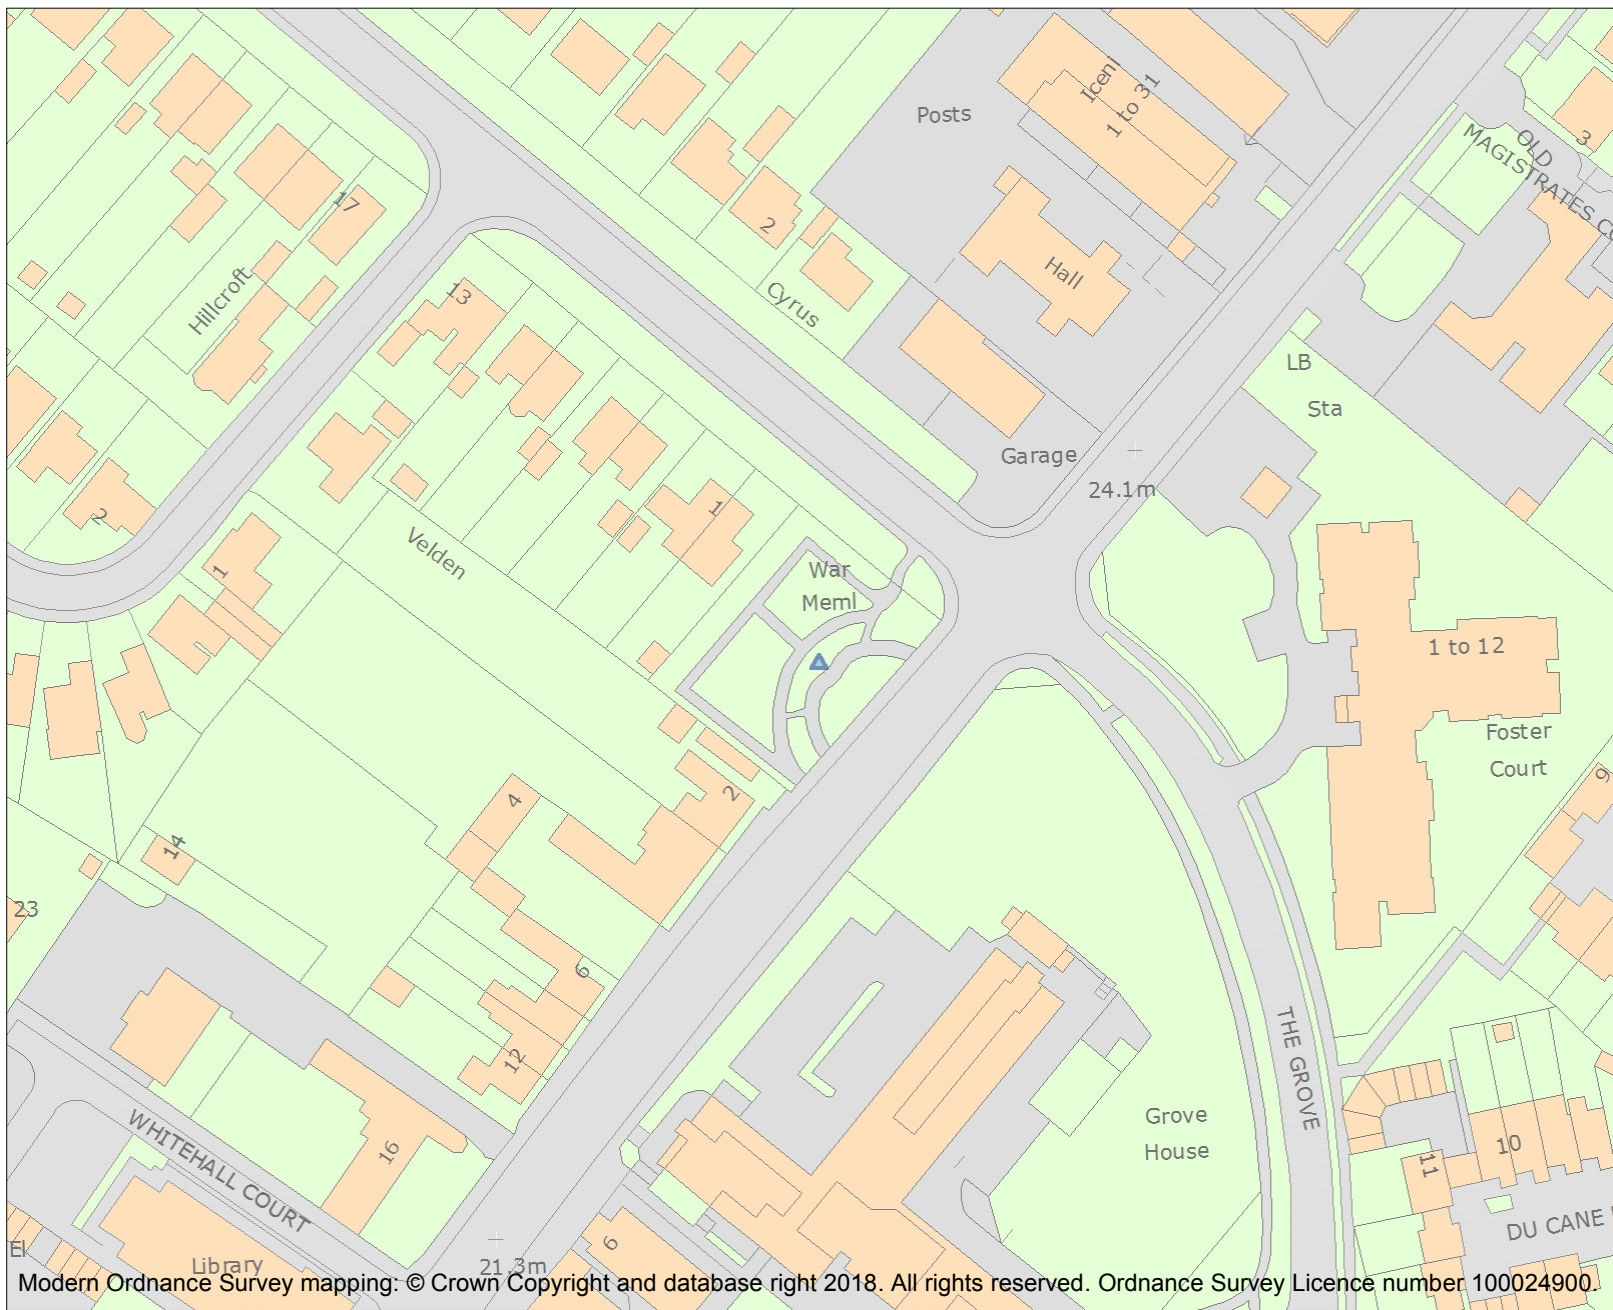 Posts
Iceni
1 to 31
OLD
MAGISTRATES CO
3
17
2
Hall
Hillcroft
13
Cyrus
LB
Sta
Garage
24.1m
2
1
Velden
1
War
Meml
1 to 12
Foster
Court
9
4
2
14
23
6
12
THE GROVE
Grove
House
16
WHITEHALL COURT
11
10
DU CANE
El
Library
21.3m
6
Modern Ordnance Survey mapping: © Crown Copyright and database right 2018. All rights reserved. Ordnance Survey Licence number 100024900.